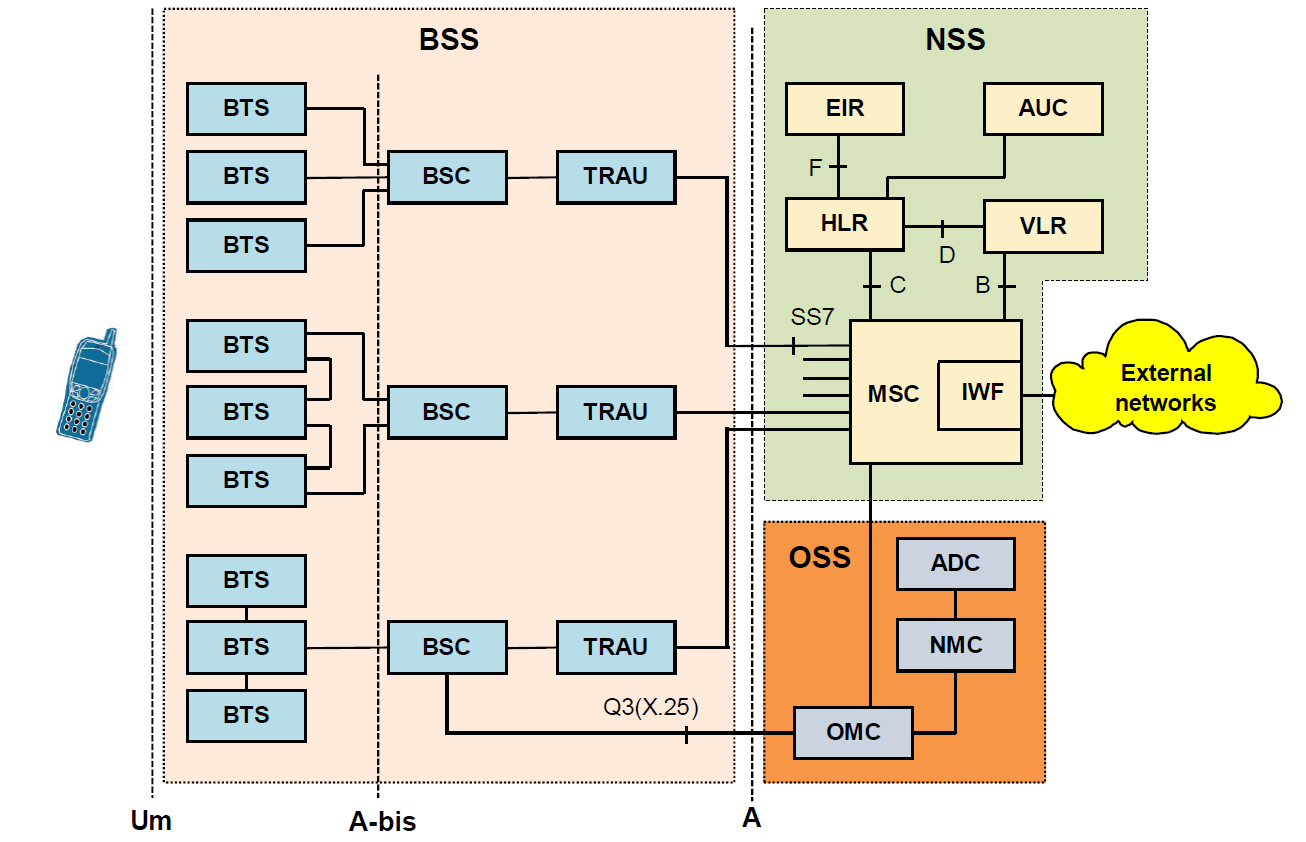 BSS
NSS
BTS
EIR
AUC
BTS
BSC
TRAU
F
BTS
HLR
VLR
D
C
B
SS7
BTS
BTS
BSC
TRAU
MSC
IWF
External
networks
BTS
OSS
ADC
BTS
BTS
BSC
TRAU
NMC
BTS
Q3(X.25)
OMC
Um
A-bis
A